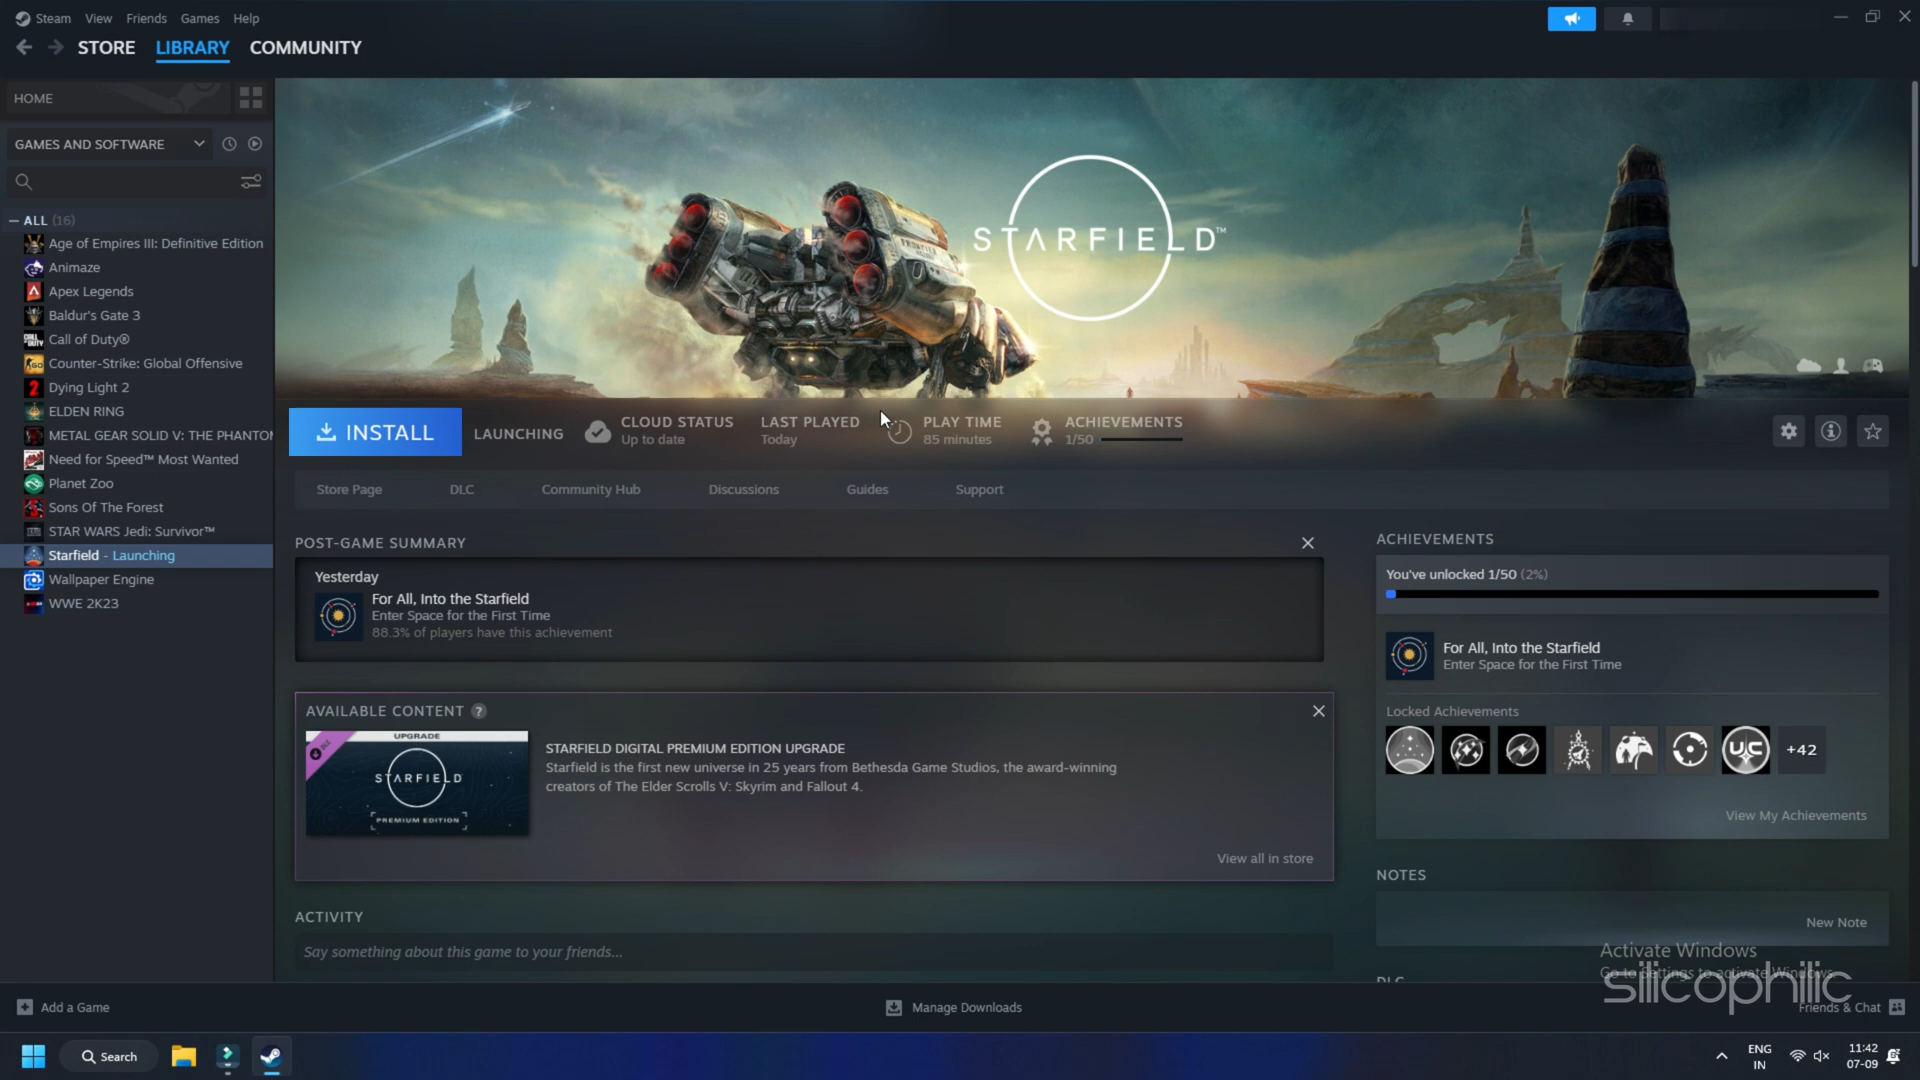 Steam View Friends Games Help
STORE LIBRARY COMMUNITY
HOME
GAMES AND SOFTWARE
ALL (16)
Age of Empires III: Definitive Edition
Animaze
Apex Legends
Baldur's Gate 3
Call of Duty®
Counter-Strike: Global Offensive
Dying Light 2
ELDEN RING
METAL GEAR SOLID V: THE PHANTOM
Need for Speed™ Most Wanted
Planet Zoo
Sons Of The Forest
STAR WARS Jedi: Survivor™
Starfield - Launching
Wallpaper Engine
WWE 2K23
STARFIELD™
INSTALL
LAUNCHING
CLOUD STATUS
Up to date
LAST PLAYED
Today
PLAY TIME
85 minutes
ACHIEVEMENTS
1/50
Store Page DLC Community Hub Discussions Guides Support
POST-GAME SUMMARY
Yesterday
For All, Into the Starfield
Enter Space for the First Time
88.3% of players have this achievement
AVAILABLE CONTENT ?
UPGRADE
DLC
STARFIELD
PREMIUM EDITION
STARFIELD DIGITAL PREMIUM EDITION UPGRADE
Starfield is the first new universe in 25 years from Bethesda Game Studios, the award-winning
creators of The Elder Scrolls V: Skyrim and Fallout 4.
View all in store
ACTIVITY
Say something about this game to your friends...
ACHIEVEMENTS
You've unlocked 1/50 (2%)
For All, Into the Starfield
Enter Space for the First Time
Locked Achievements
UC
+42
View My Achievements
NOTES
New Note
Activate Windows
Go to Settings to activate Windows.
DLC
silicophilic
Add a Game
Manage Downloads
Friends & Chat
Search
ENG
IN
11:42
07-09